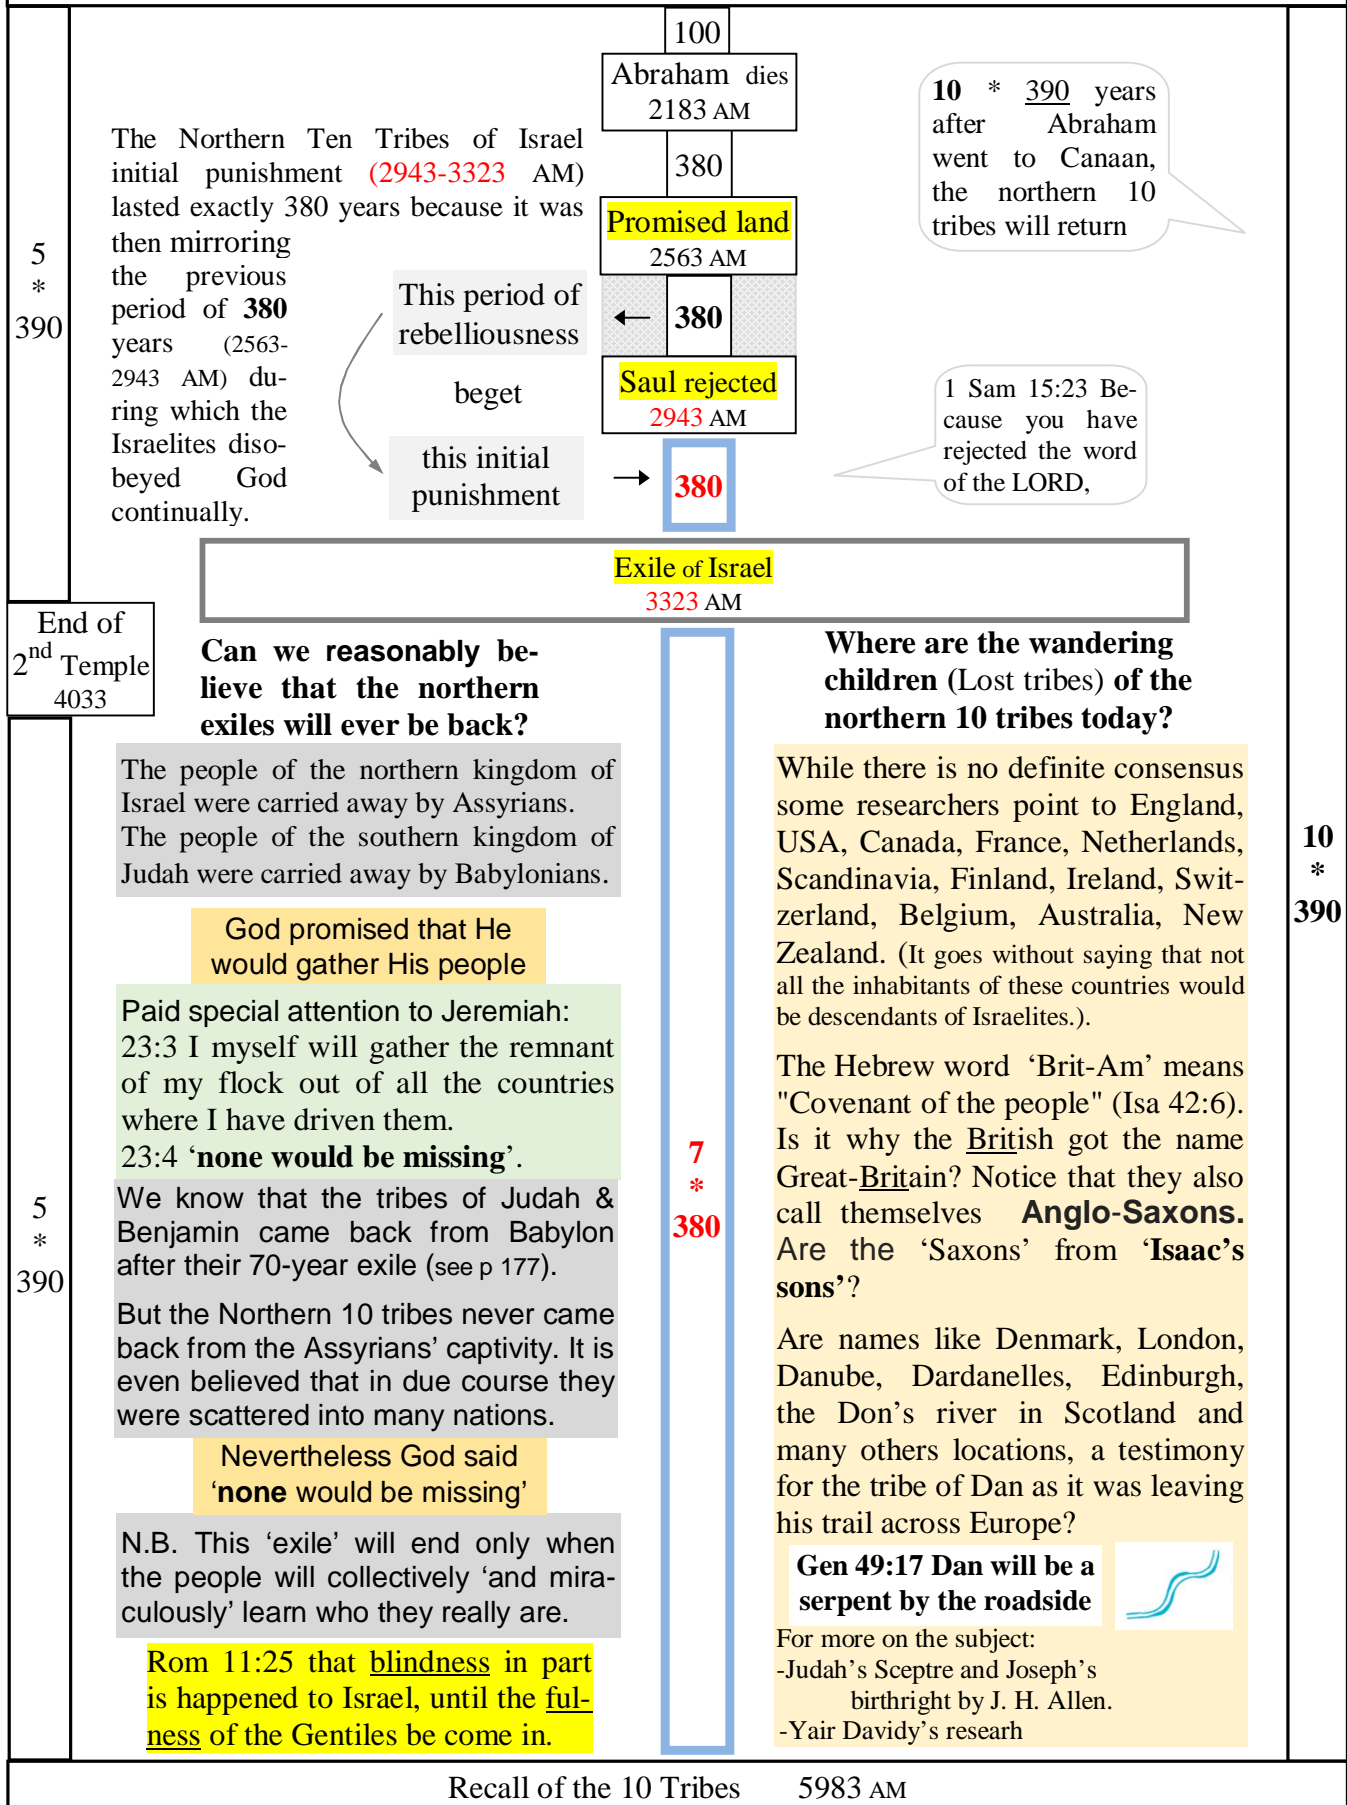 100
Abraham dies
2183 AM
380
Promised land
2563 AM
380
Saul rejected
2943 AM
380
10 * 390 years
after Abraham
went to Canaan,
the northern 10
tribes will return
The Northern Ten Tribes of Israel
initial punishment (2943-3323 AM)
lasted exactly 380 years because it was
then mirroring
the previous
period of 380
years (2563-
2943 AM) du-
ring which the
Israelites diso-
beyed God
continually.
This period of
rebelliousness
beget
this initial
punishment
1 Sam 15:23 Be-
cause you have
rejected the word
of the LORD,
5
*
390
Exile of Israel
3323 AM
End of
2nd Temple
4033
Can we reasonably be-
lieve that the northern
exiles will ever be back?
The people of the northern kingdom of
Israel were carried away by Assyrians.
The people of the southern kingdom of
Judah were carried away by Babylonians.
God promised that He
would gather His people
Paid special attention to Jeremiah:
23:3 I myself will gather the remnant
of my flock out of all the countries
where I have driven them.
23:4 ‘none would be missing’.
We know that the tribes of Judah &
Benjamin came back from Babylon
after their 70-year exile (see p 177).
But the Northern 10 tribes never came
back from the Assyrians’ captivity. It is
even believed that in due course they
were scattered into many nations.
Nevertheless God said
‘none would be missing’
N.B. This ‘exile’ will end only when
the people will collectively ‘and mira-
culously’ learn who they really are.
Rom 11:25 that blindness in part
is happened to Israel, until the ful-
ness of the Gentiles be come in.
5
*
390
7
*
380
Where are the wandering
children (Lost tribes) of the
northern 10 tribes today?
While there is no definite consensus
some researchers point to England,
USA, Canada, France, Netherlands,
Scandinavia, Finland, Ireland, Swit-
zerland, Belgium, Australia, New
Zealand. (It goes without saying that not
all the inhabitants of these countries would
be descendants of Israelites.).
The Hebrew word ‘Brit-Am’ means
"Covenant of the people" (Isa 42:6).
Is it why the British got the name
Great-Britain? Notice that they also
call themselves Anglo-Saxons.
Are the ‘Saxons’ from ‘Isaac’s
sons’?
Are names like Denmark, London,
Danube, Dardanelles, Edinburgh,
the Don’s river in Scotland and
many others locations, a testimony
for the tribe of Dan as it was leaving
his trail across Europe?
Gen 49:17 Dan will be a
serpent by the roadside
For more on the subject:
-Judah’s Sceptre and Joseph’s
birthright by J. H. Allen.
-Yair Davidy’s researh
10
*
390
Recall of the 10 Tribes 5983 AM